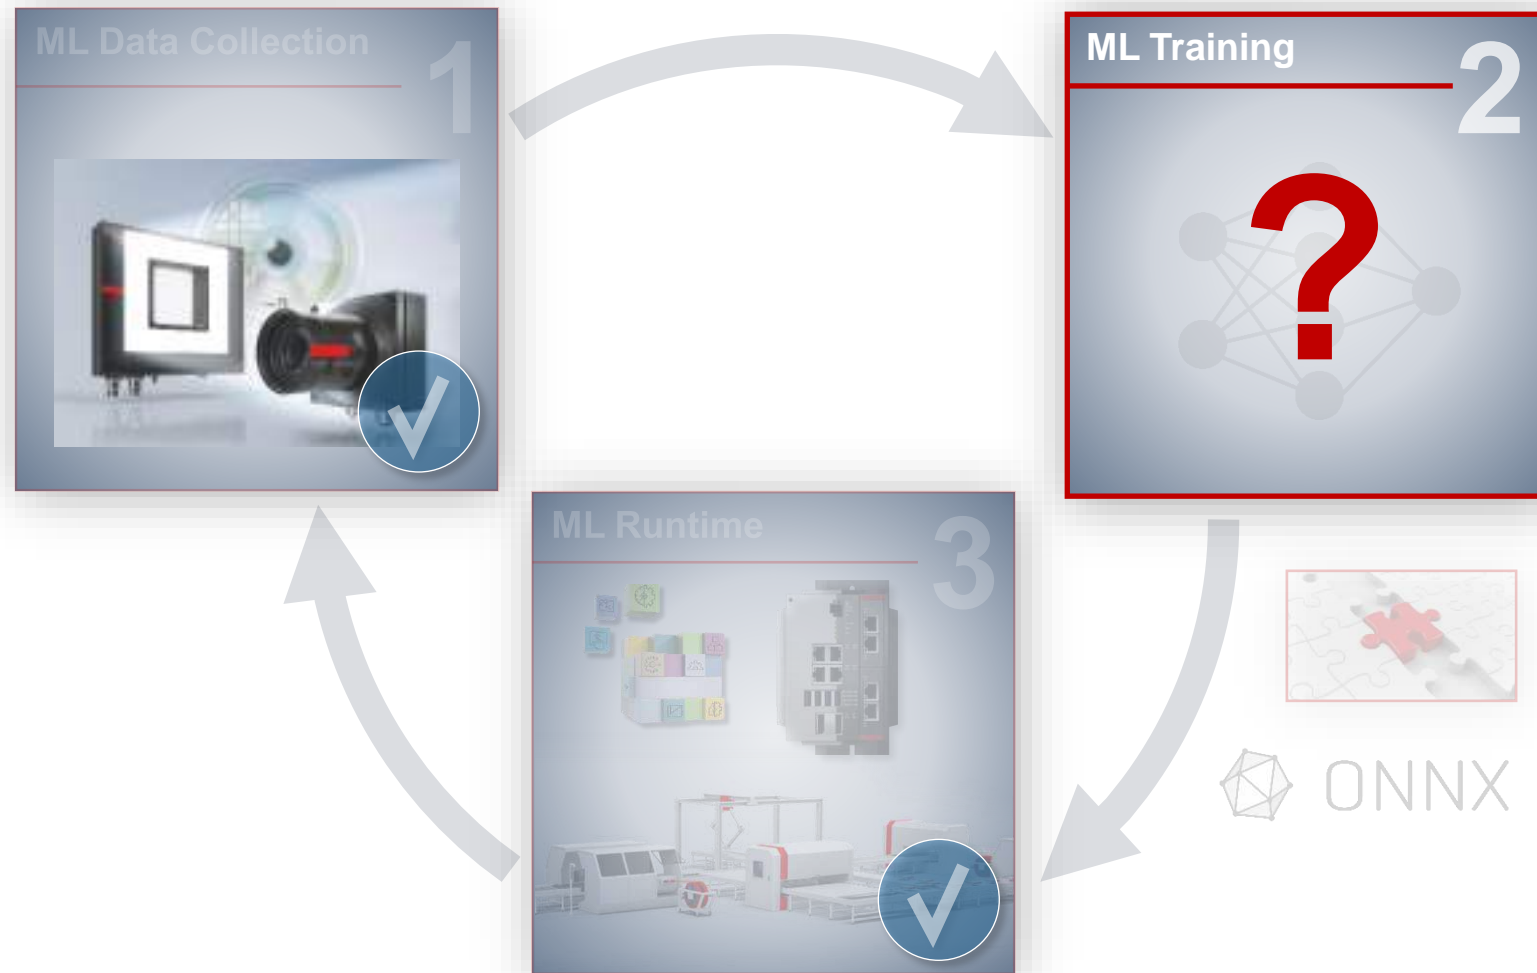 ML Data Collection
1
ML Training
2
?
ML Runtime
3
ONNX